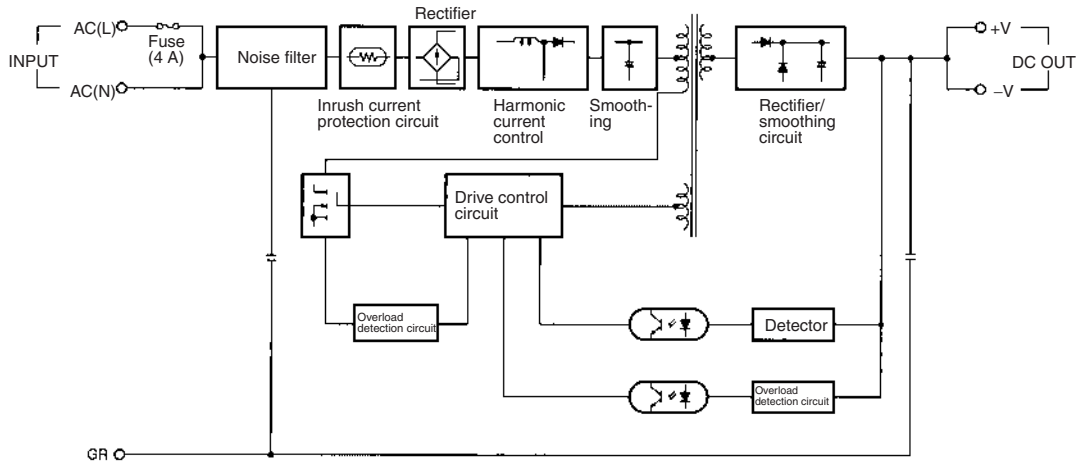 Rectifier
AC(L)
Fuse
(4 A)
INPUT
AC(N)
Noise filter
Inrush current
protection circuit
Harmonic
current
control
Smooth-
ing
Rectifier/
smoothing
circuit
+V
DC OUT
−V
Drive control
circuit
Overload
detection circuit
Detector
Overload
detection circuit
GR